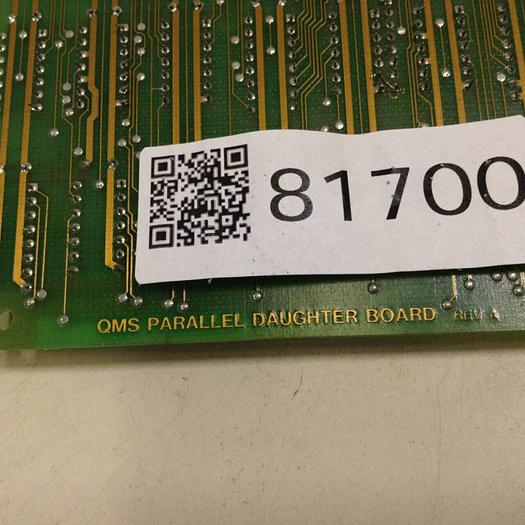 81700
QMS PARALLEL DAUGHTER BOARD REV A